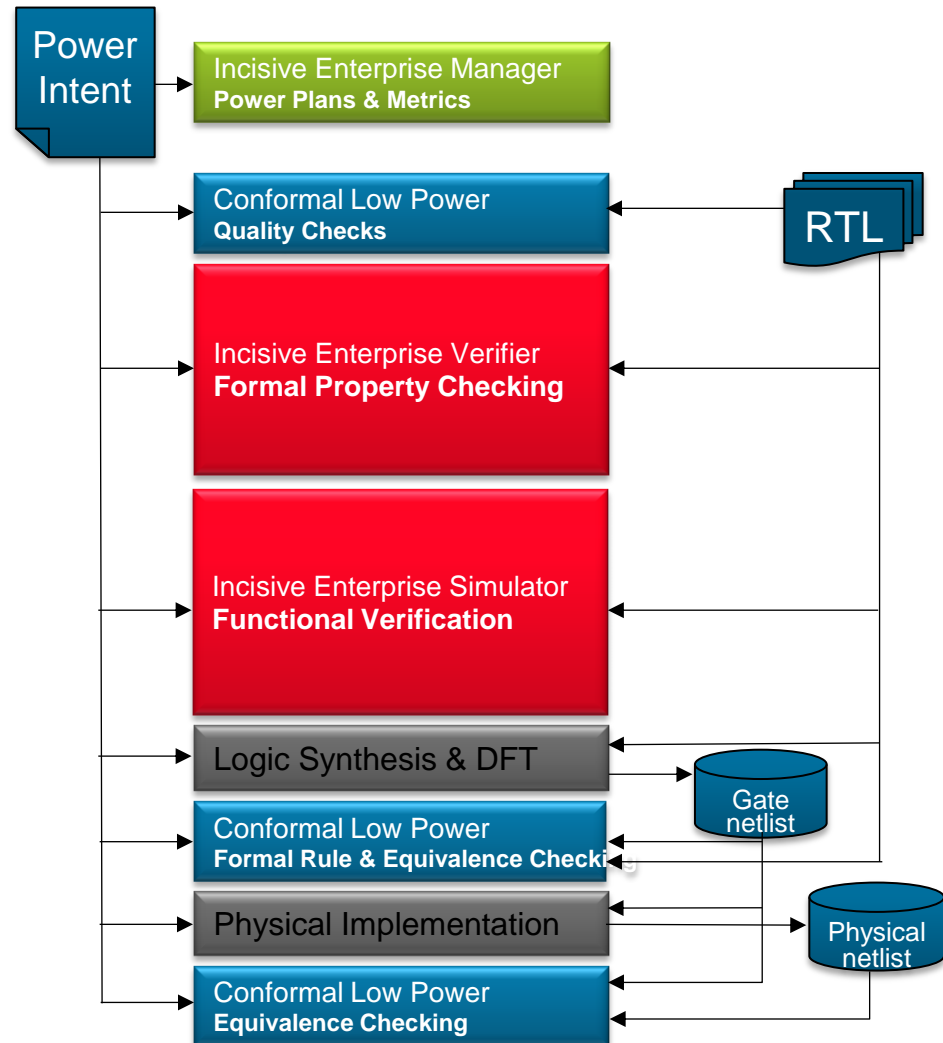 Power
Intent
Incisive Enterprise Manager
Power Plans & Metrics
Conformal Low Power
Quality Checks
RTL
Incisive Enterprise Verifier
Formal Property Checking
Incisive Enterprise Simulator
Functional Verification
Logic Synthesis & DFT
Gate
netlist
Conformal Low Power
Formal Rule & Equivalence Checking
Physical Implementation
Physical
netlist
Conformal Low Power
Equivalence Checking